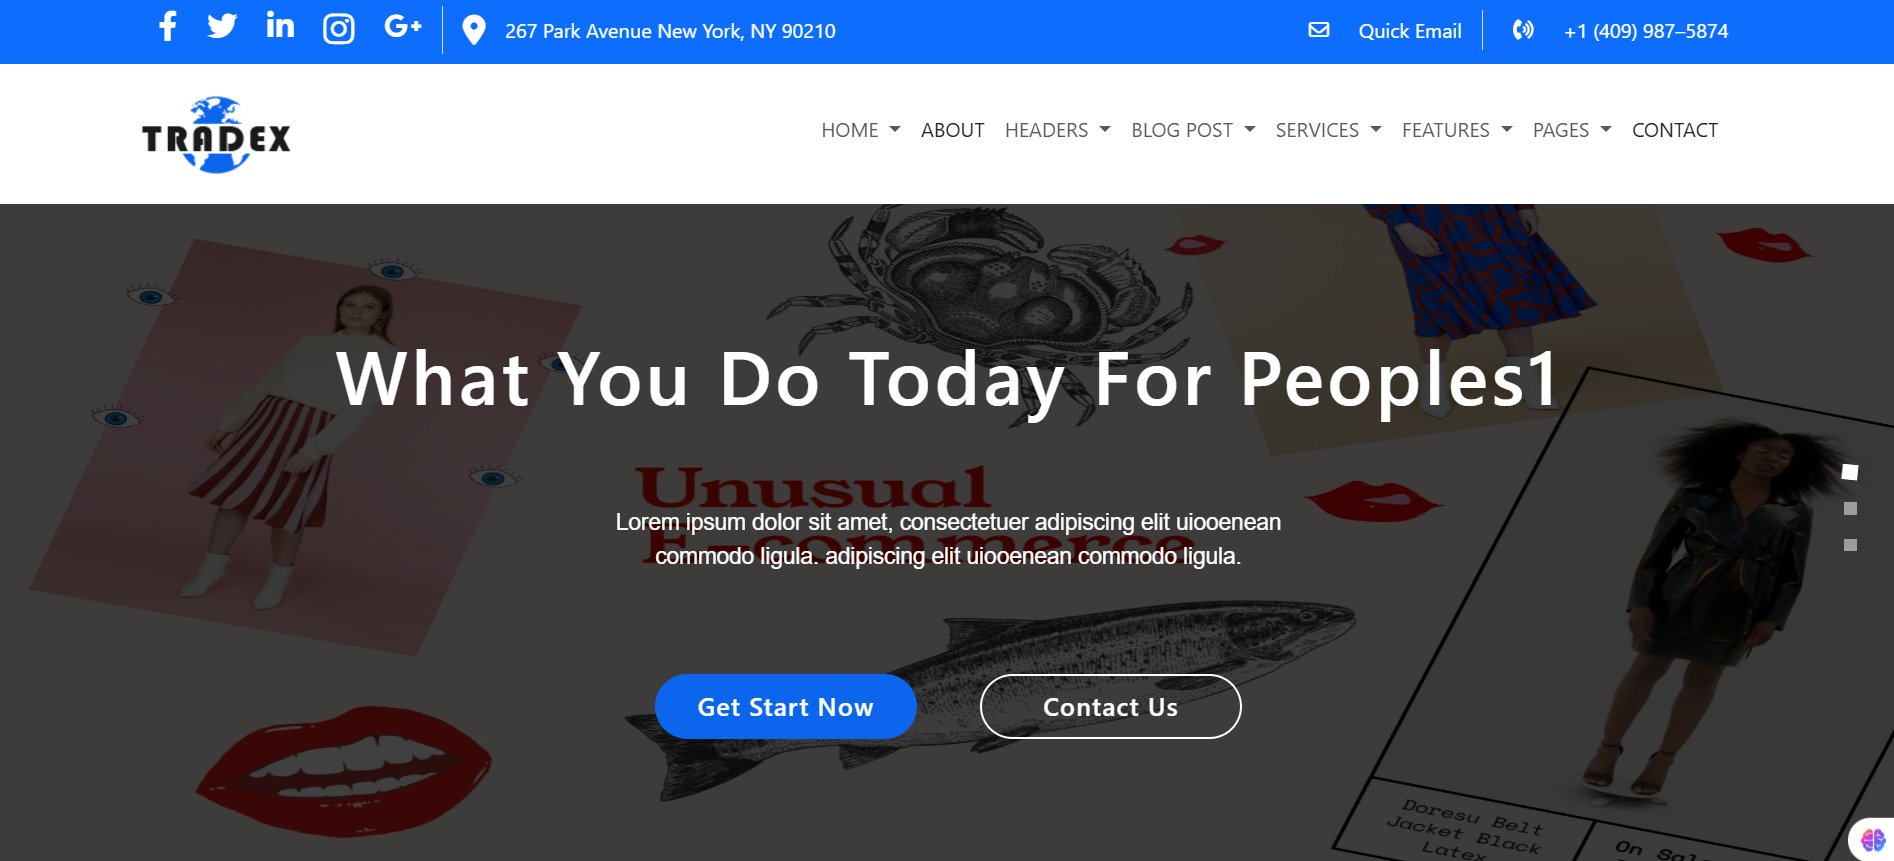 267 Park Avenue New York, NY 90210
Quick Email
+1 (409) 987–5874
TRADEX
HOME ABOUT HEADERS BLOG POST SERVICES FEATURES PAGES CONTACT
What You Do Today For Peoples1
Unusual
E-commerce
Lorem ipsum dolor sit amet, consectetuer adipiscing elit uiooenean
commodo ligula. adipiscing elit uiooenean commodo ligula.
Get Start Now
Contact Us
Doresu Belt
Jacket Black
Latex
On Sal